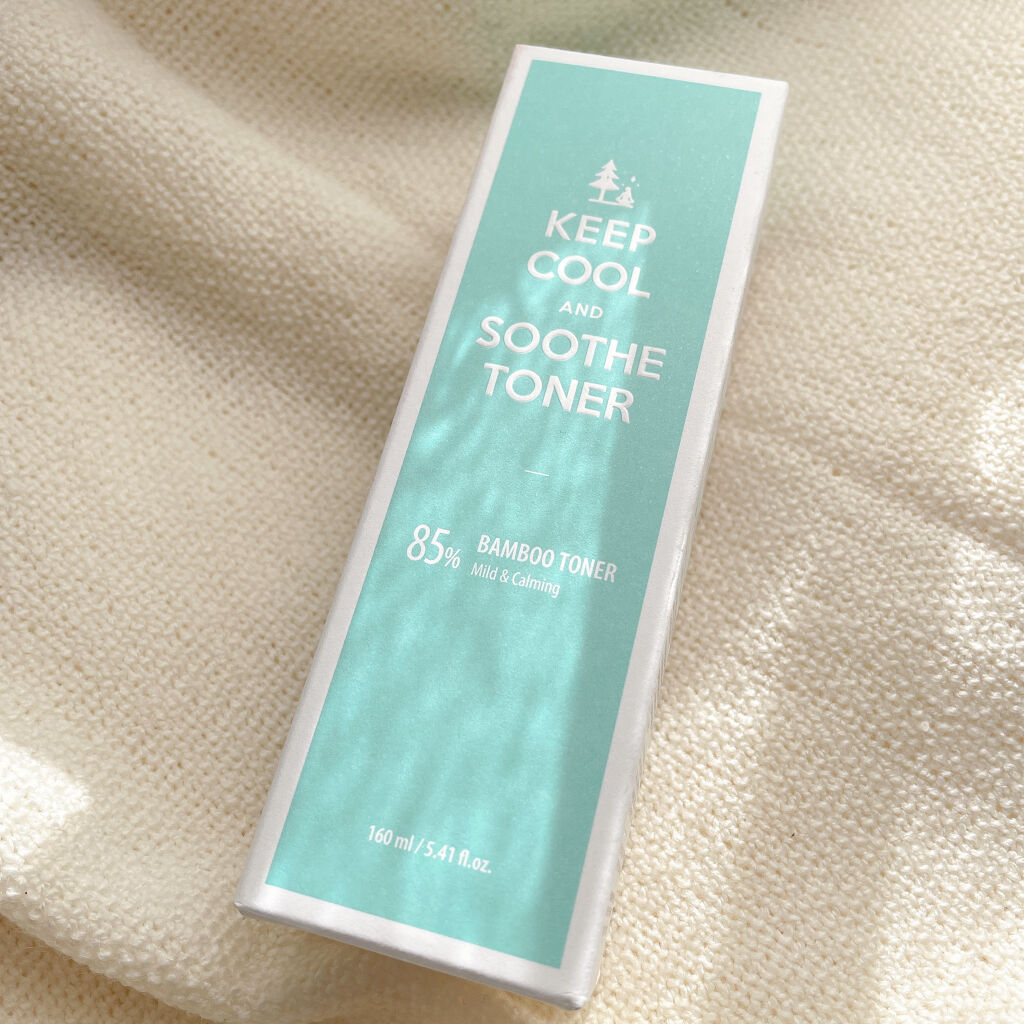 KEEP
COOL
AND
SOOTHE
TONER
85% BAMBOO TONER
Mild & Calming
160 ml / 5.41 fl.oz.